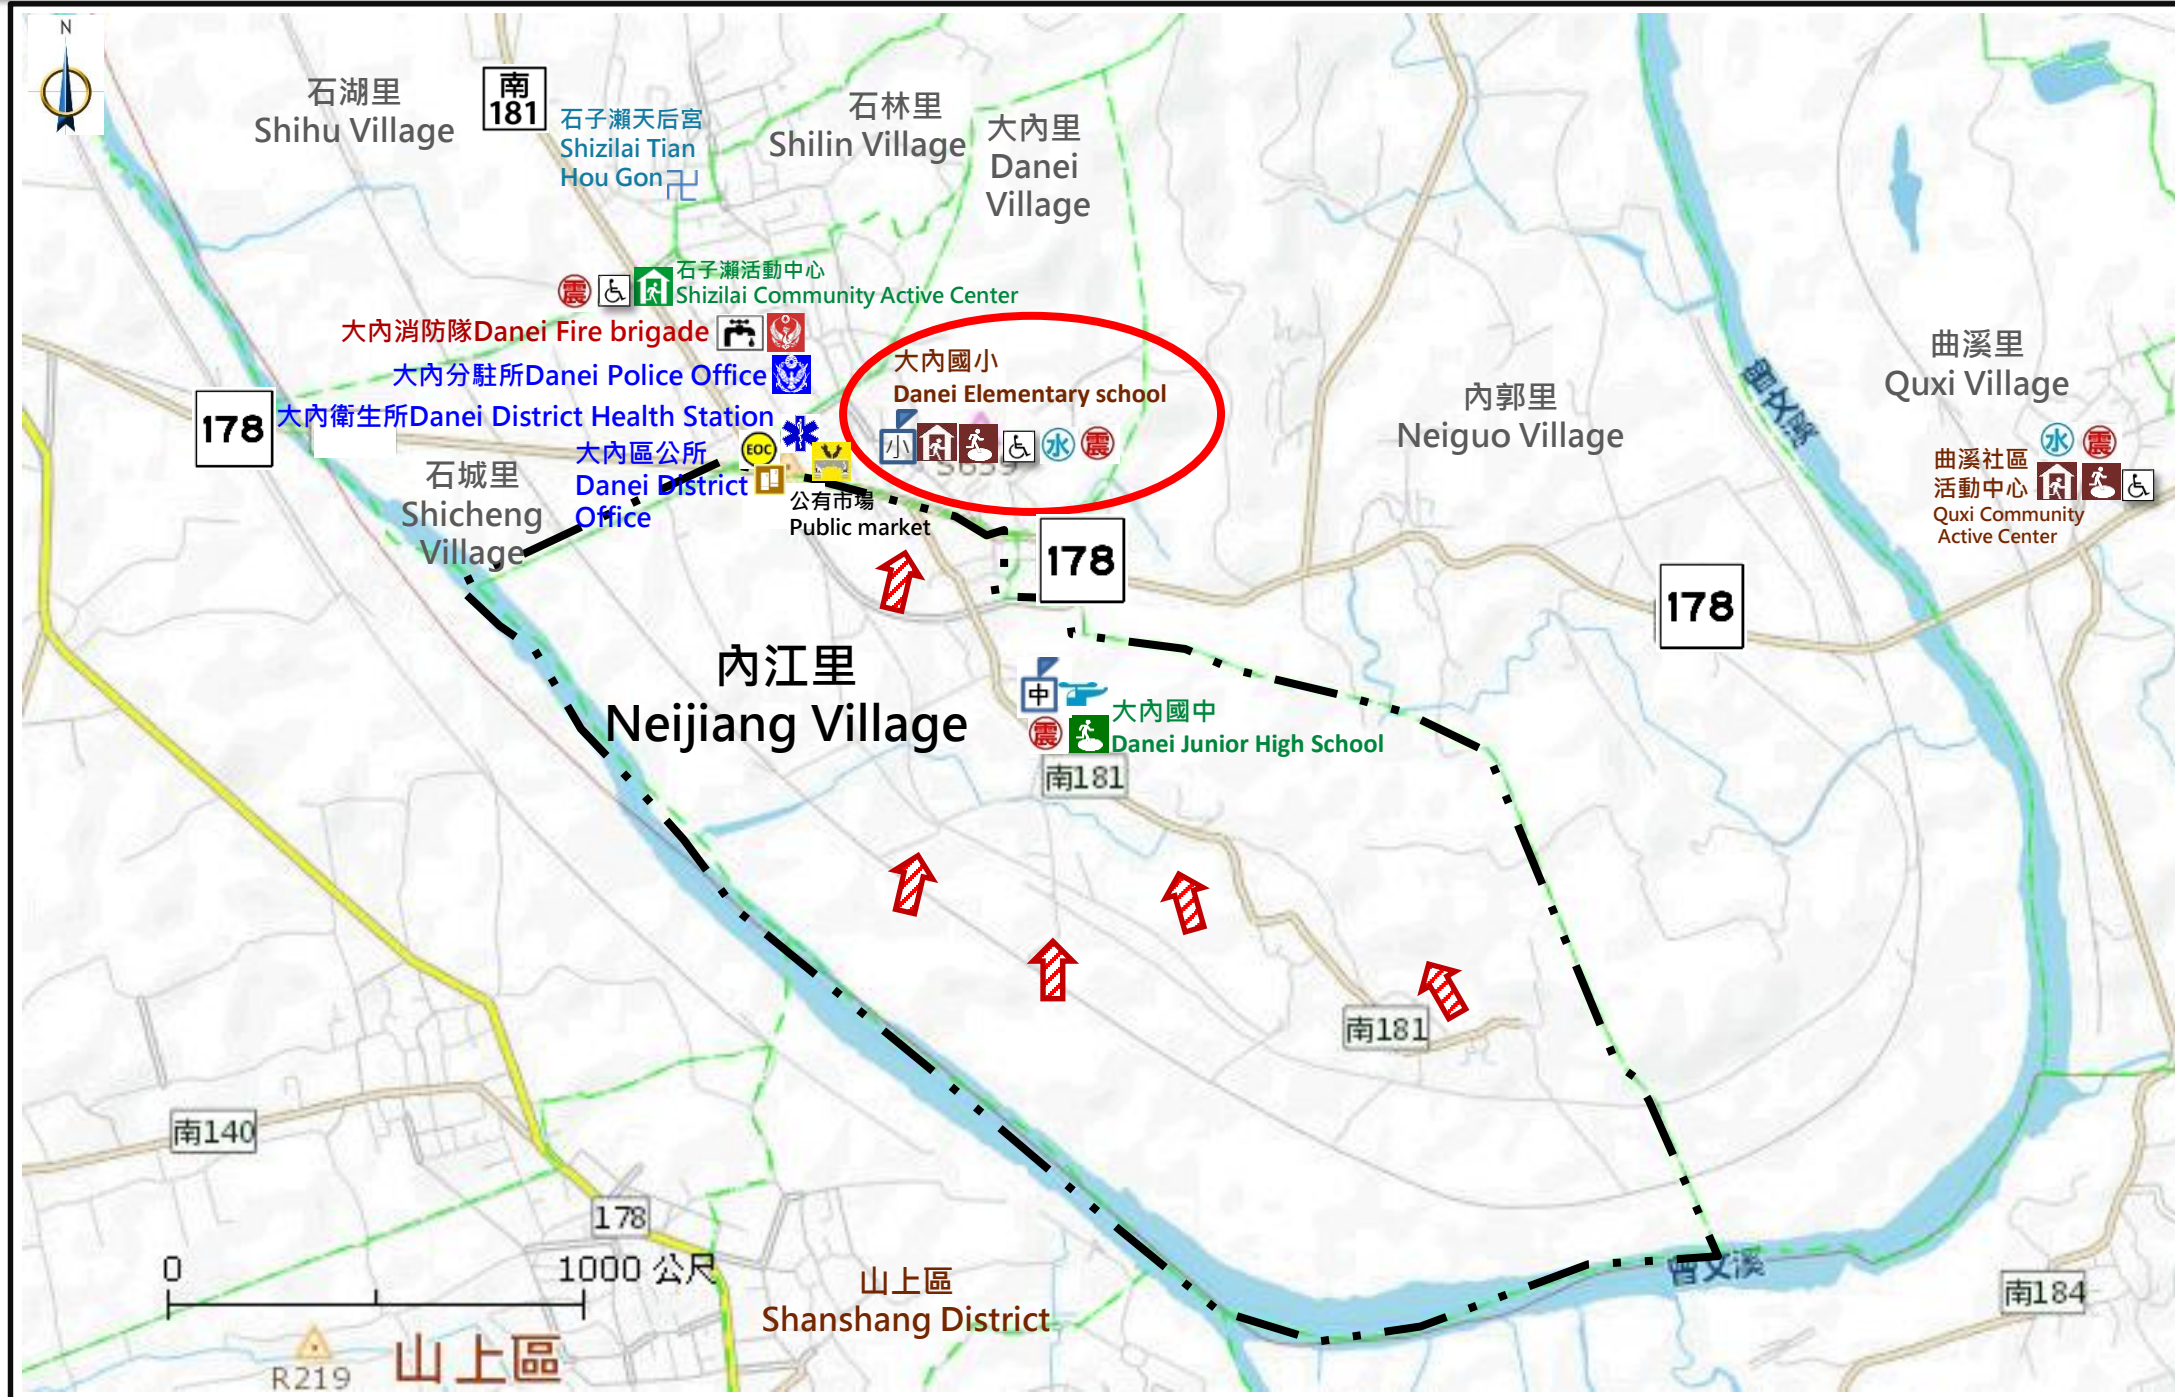 N
石湖里
Shihu Village
南
181
石子瀨天后宮
Shizilai Tian
Hou Gon
石林里
Shilin Village
大內里
Danei
Village
震
石子瀨活動中心
Shizilai Community Active Center
大內消防隊Danei Fire brigade
大內分駐所Danei Police Office
178
大內衛生所Danei District Health Station
EOC
大內區公所
Danei District
Office
公有市場
Public market
石城里
Shicheng
Village
大內國小
Danei Elementary school
小
水
震
內郭里
Neiguo Village
曾文溪
曲溪里
Quxi Village
水
震
曲溪社區
活動中心
Quxi Community
Active Center
178
178
內江里
Neijiang Village
中
震
大內國中
Danei Junior High School
南181
南181
南140
178
0
1000 公尺
山上區
Shanshang District
曾文溪
南184
R219
山上區